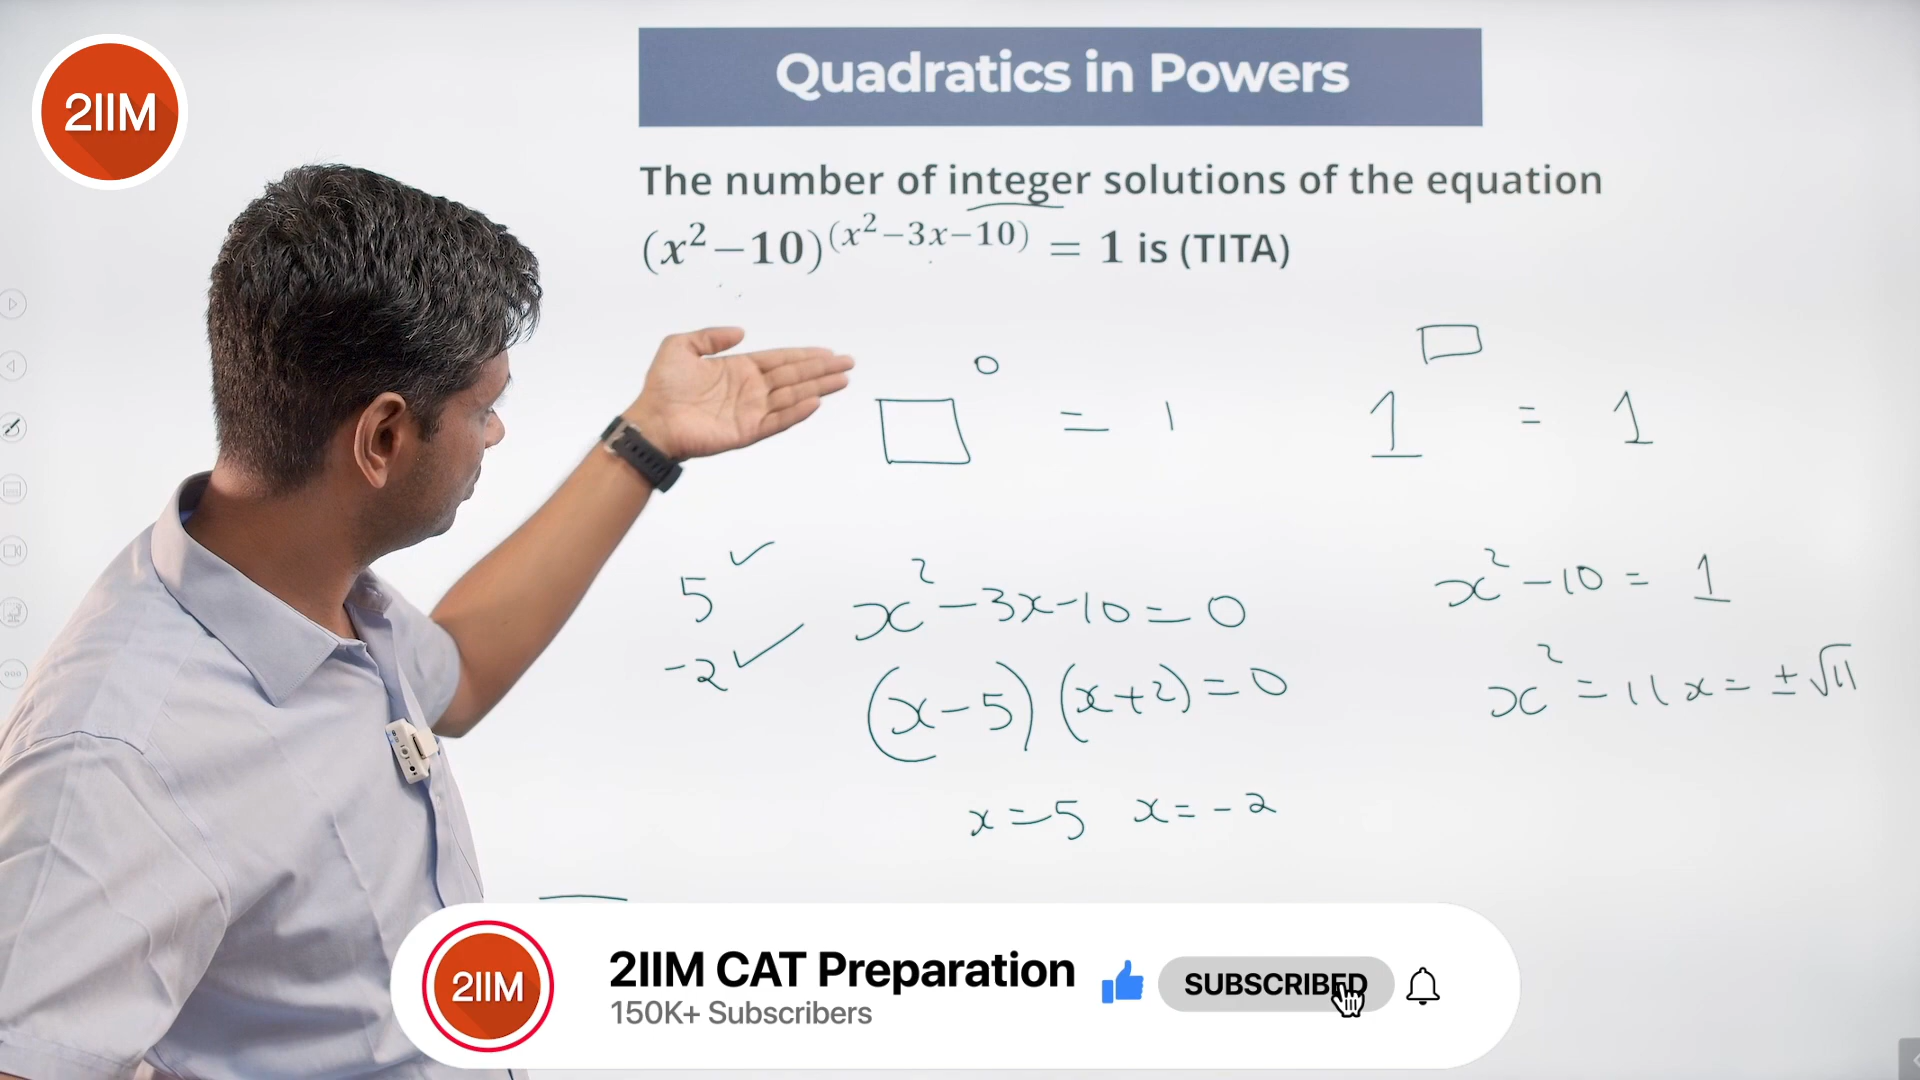 2IIM
Quadratics in Powers
The number of integer solutions of the equation
(x²−10)^(x²−3x−10) = 1 is (TITA)
□⁰ = 1
1^□ = 1
5 ✓
-2 ✓
x² - 3x - 10 = 0
(x - 5) (x + 2) = 0
x = 5 x = - 2
x² - 10 = 1
x² = 11 x = ± √11
2IIM
2IIM CAT Preparation
150K+ Subscribers
SUBSCRIBED